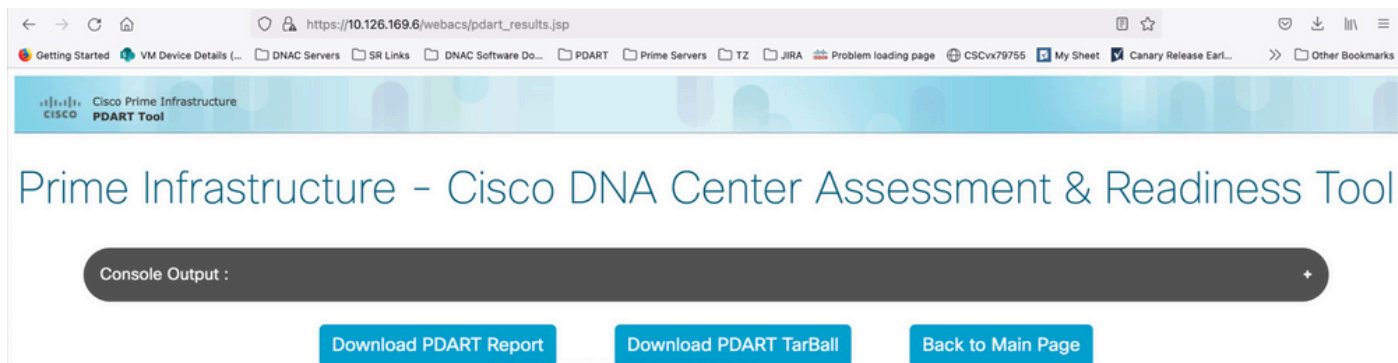 https://10.126.169.6/webacs/pdart_results.jsp
Getting Started VM Device Details (... DNAC Servers SR Links DNAC Software Do... PDART Prime Servers TZ JIRA Problem loading page CSCvx79755 My Sheet Canary Release Earl... Other Bookmarks
Cisco Prime Infrastructure
CISCO PDART Tool
Prime Infrastructure - Cisco DNA Center Assessment & Readiness Tool
Console Output : +
Download PDART Report Download PDART TarBall Back to Main Page